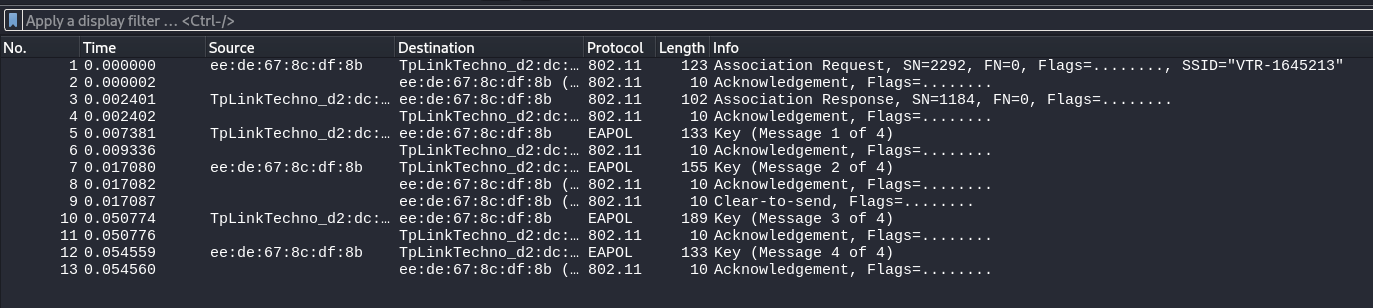 Apply a display filter … <Ctrl-/>
No. Time Source Destination Protocol Length Info
1 0.000000 ee:de:67:8c:df:8b TpLinkTechno_d2:dc:… 802.11 123 Association Request, SN=2292, FN=0, Flags=........, SSID="VTR-1645213"
2 0.000002 ee:de:67:8c:df:8b (… 802.11 10 Acknowledgement, Flags=........
3 0.002401 TpLinkTechno_d2:dc:… ee:de:67:8c:df:8b 802.11 102 Association Response, SN=1184, FN=0, Flags=........
4 0.002402 TpLinkTechno_d2:dc:… 802.11 10 Acknowledgement, Flags=........
5 0.007381 TpLinkTechno_d2:dc:… ee:de:67:8c:df:8b EAPOL 133 Key (Message 1 of 4)
6 0.009336 TpLinkTechno_d2:dc:… 802.11 10 Acknowledgement, Flags=........
7 0.017080 ee:de:67:8c:df:8b TpLinkTechno_d2:dc:… EAPOL 155 Key (Message 2 of 4)
8 0.017082 ee:de:67:8c:df:8b (… 802.11 10 Acknowledgement, Flags=........
9 0.017087 ee:de:67:8c:df:8b (… 802.11 10 Clear-to-send, Flags=........
10 0.050774 TpLinkTechno_d2:dc:… ee:de:67:8c:df:8b EAPOL 189 Key (Message 3 of 4)
11 0.050776 TpLinkTechno_d2:dc:… 802.11 10 Acknowledgement, Flags=........
12 0.054559 ee:de:67:8c:df:8b TpLinkTechno_d2:dc:… EAPOL 133 Key (Message 4 of 4)
13 0.054560 ee:de:67:8c:df:8b (… 802.11 10 Acknowledgement, Flags=........